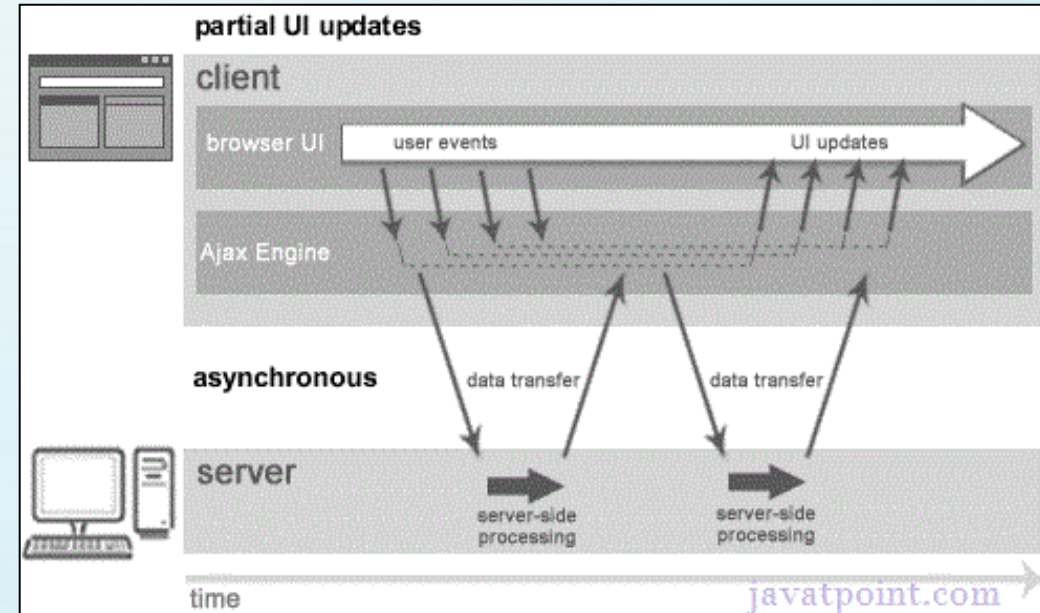 partial UI updates
client
browser UI
user events
UI updates
Ajax Engine
asynchronous
data transfer
data transfer
server
server-side
processing
server-side
processing
time
javatpoint.com